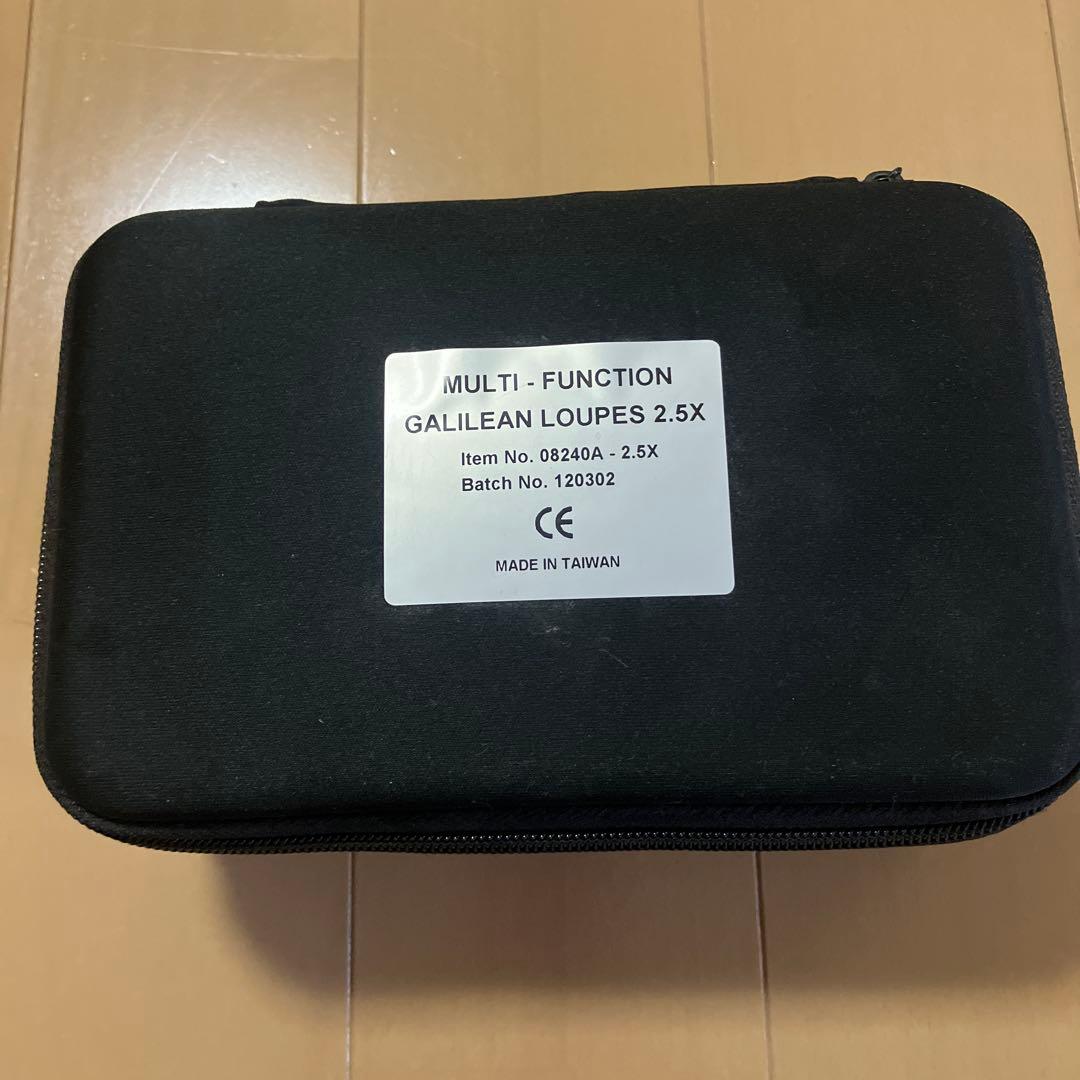 MULTI - FUNCTION
GALILEAN LOUPES 2.5X
Item No. 08240A - 2.5X
Batch No. 120302
CE
MADE IN TAIWAN